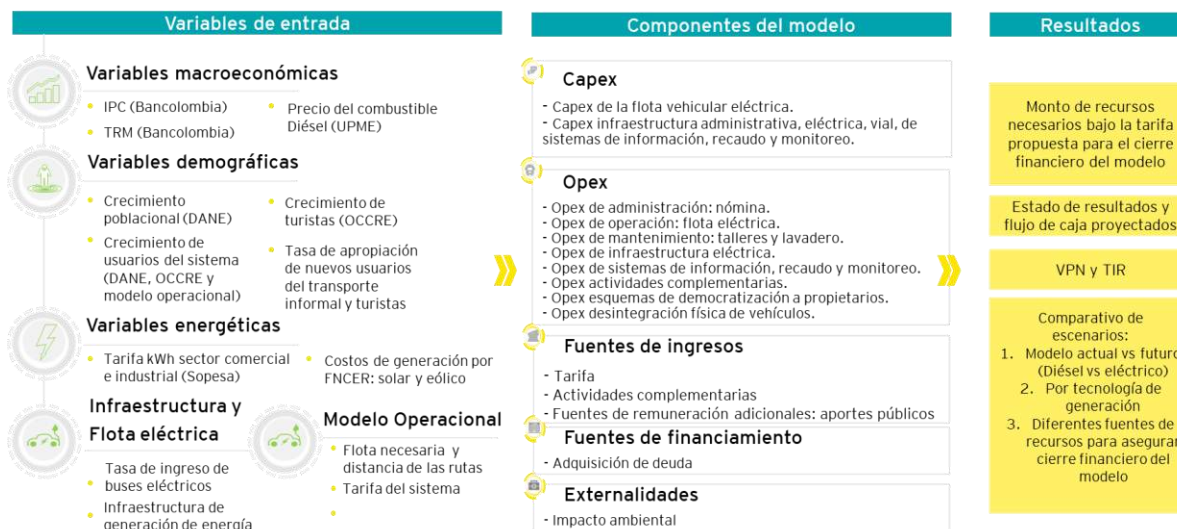 Variables de entrada
Variables macroeconómicas
• IPC (Bancolombia)
• TRM (Bancolombia)
• Precio del combustible
Diésel (UPME)
Variables demográficas
• Crecimiento
poblacional (DANE)
• Crecimiento de
usuarios del sistema
(DANE, OCCRE y
modelo operacional)
• Crecimiento de
turistas (OCCRE)
• Tasa de apropiación
de nuevos usuarios
del transporte
informal y turistas
Variables energéticas
• Tarifa kWh sector comercial
e industrial (Sopesa)
• Costos de generación por
FNCER: solar y eólico
Infraestructura y
Flota eléctrica
Tasa de ingreso de
• buses eléctricos
• Infraestructura de
generación de energía
Modelo Operacional
• Flota necesaria y
distancia de las rutas
• Tarifa del sistema
•
Componentes del modelo
Capex
- Capex de la flota vehicular eléctrica.
- Capex infraestructura administrativa, eléctrica, vial, de
sistemas de información, recaudo y monitoreo.
Opex
- Opex de administración: nómina.
- Opex de operación: flota eléctrica.
- Opex de mantenimiento: talleres y lavadero.
- Opex de infraestructura eléctrica.
- Opex de sistemas de información, recaudo y monitoreo.
- Opex actividades complementarias.
- Opex esquemas de democratización a propietarios.
- Opex desintegración física de vehículos.
Fuentes de ingresos
- Tarifa
- Actividades complementarias
- Fuentes de remuneración adicionales: aportes públicos
Fuentes de financiamiento
- Adquisición de deuda
Externalidades
- Impacto ambiental
Resultados
Monto de recursos
necesarios bajo la tarifa
propuesta para el cierre
financiero del modelo
Estado de resultados y
flujo de caja proyectados
VPN y TIR
Comparativo de
escenarios:
1. Modelo actual vs futuro
(Diésel vs eléctrico)
2. Por tecnología de
generación
3. Diferentes fuentes de
recursos para asegurar
cierre financiero del
modelo